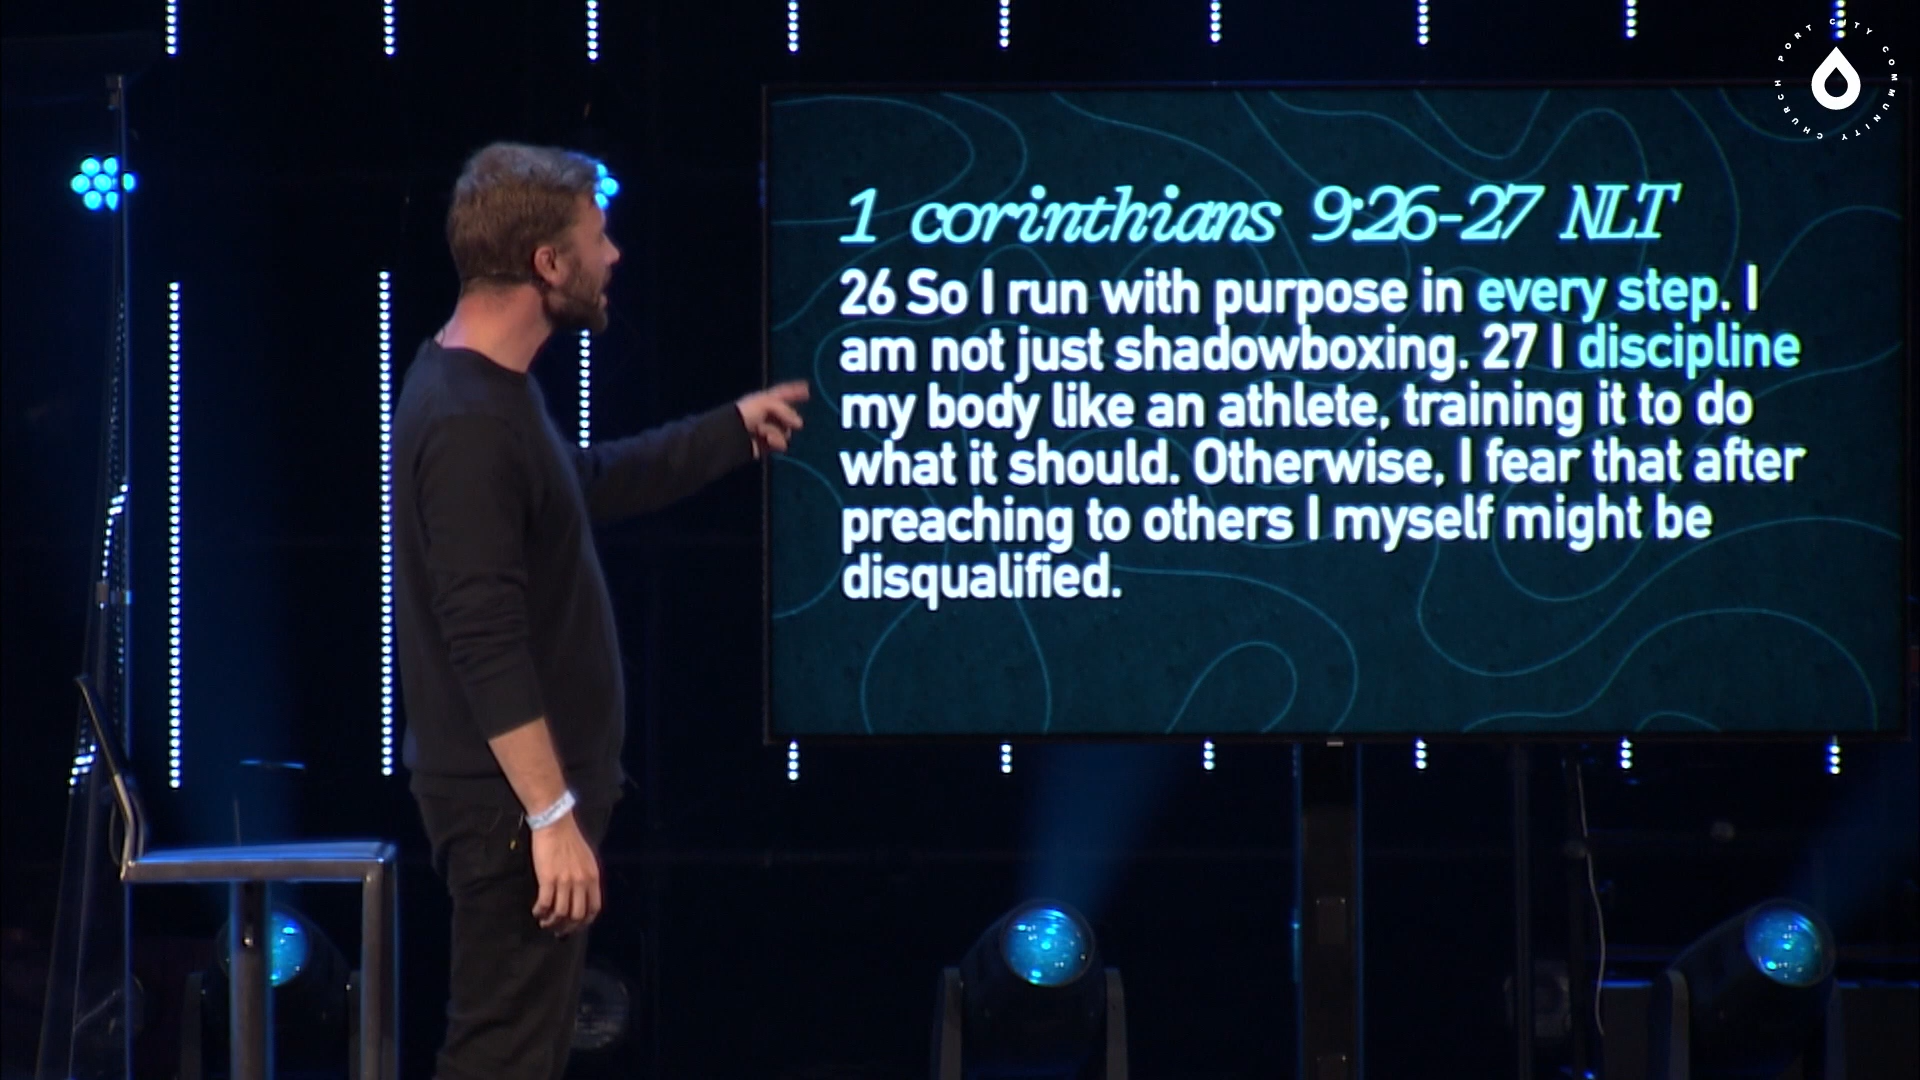 PORT CITY COMMUNITY CHURCH
1 corinthians 9:26-27 NLT
26 So I run with purpose in every step. I
am not just shadowboxing. 27 I discipline
my body like an athlete, training it to do
what it should. Otherwise, I fear that after
preaching to others I myself might be
disqualified.